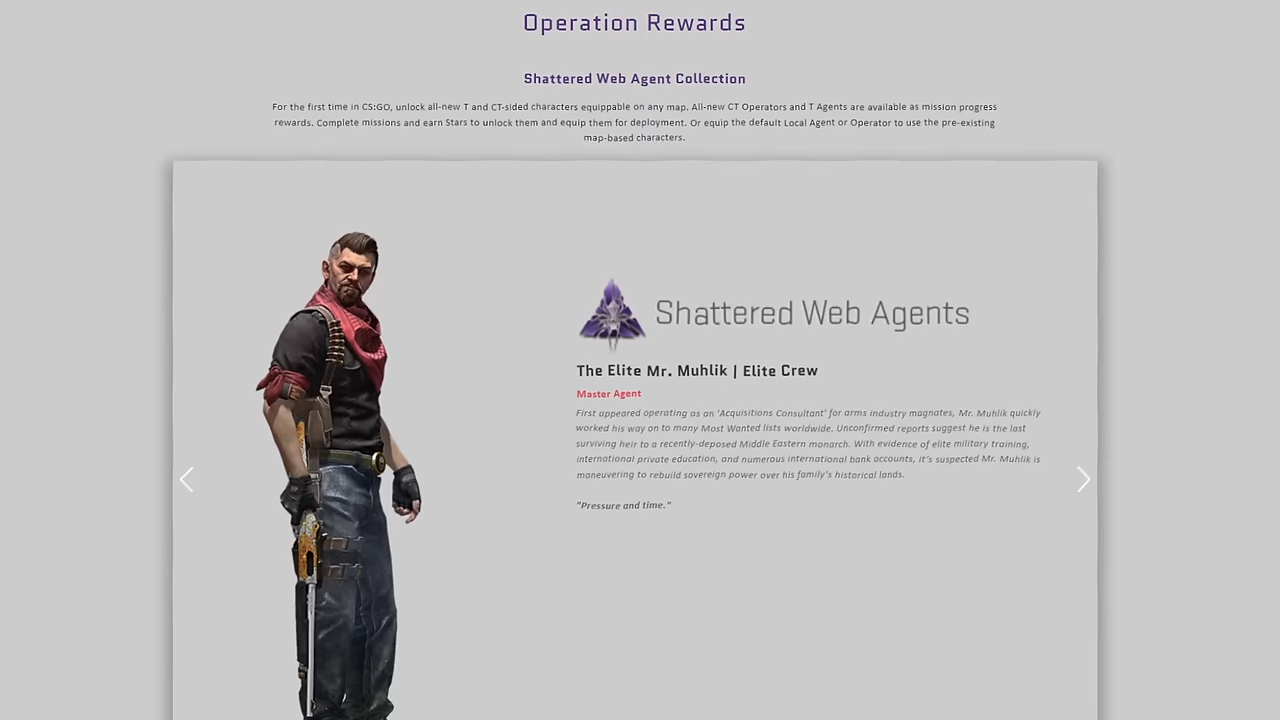 Operation Rewards
Shattered Web Agent Collection
For the first time in CS:GO, unlock all-new T and CT-sided characters equippable on any map. All-new CT Operators and T Agents are available as mission progress
rewards. Complete missions and earn Stars to unlock them and equip them for deployment. Or equip the default Local Agent or Operator to use the pre-existing
map-based characters.
Shattered Web Agents
The Elite Mr. Muhlik | Elite Crew
Master Agent
First appeared operating as an 'Acquisitions Consultant' for arms industry magnates, Mr. Muhlik quickly
worked his way on to many Most Wanted lists worldwide. Unconfirmed reports suggest he is the last
surviving heir to a recently-deposed Middle Eastern monarch. With evidence of elite military training,
international private education, and numerous international bank accounts, it's suspected Mr. Muhlik is
maneuvering to rebuild sovereign power over his family's historical lands.
"Pressure and time."